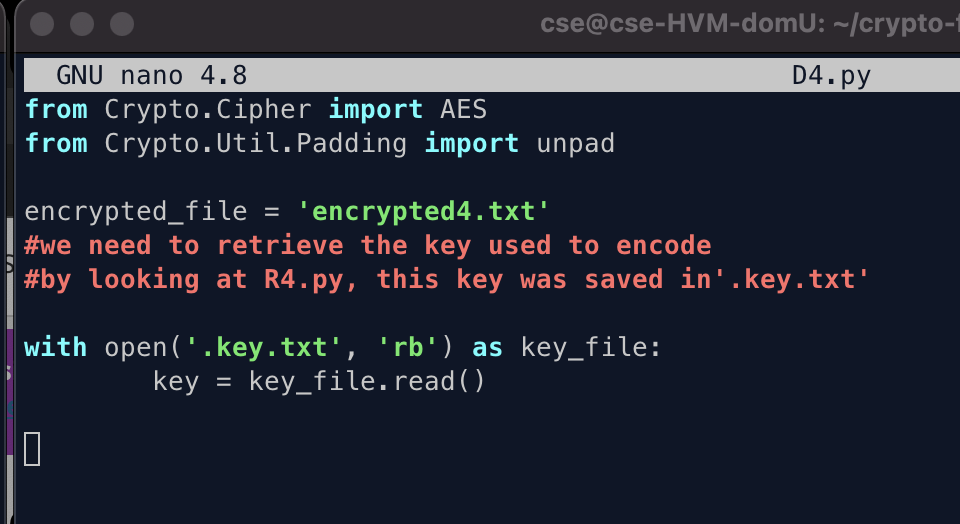 cse@cse-HVM-domU: ~/crypto-f
GNU nano 4.8 D4.py
from Crypto.Cipher import AES
from Crypto.Util.Padding import unpad
encrypted_file = 'encrypted4.txt'
#we need to retrieve the key used to encode
#by looking at R4.py, this key was saved in'.key.txt'
with open('.key.txt', 'rb') as key_file:
        key = key_file.read()